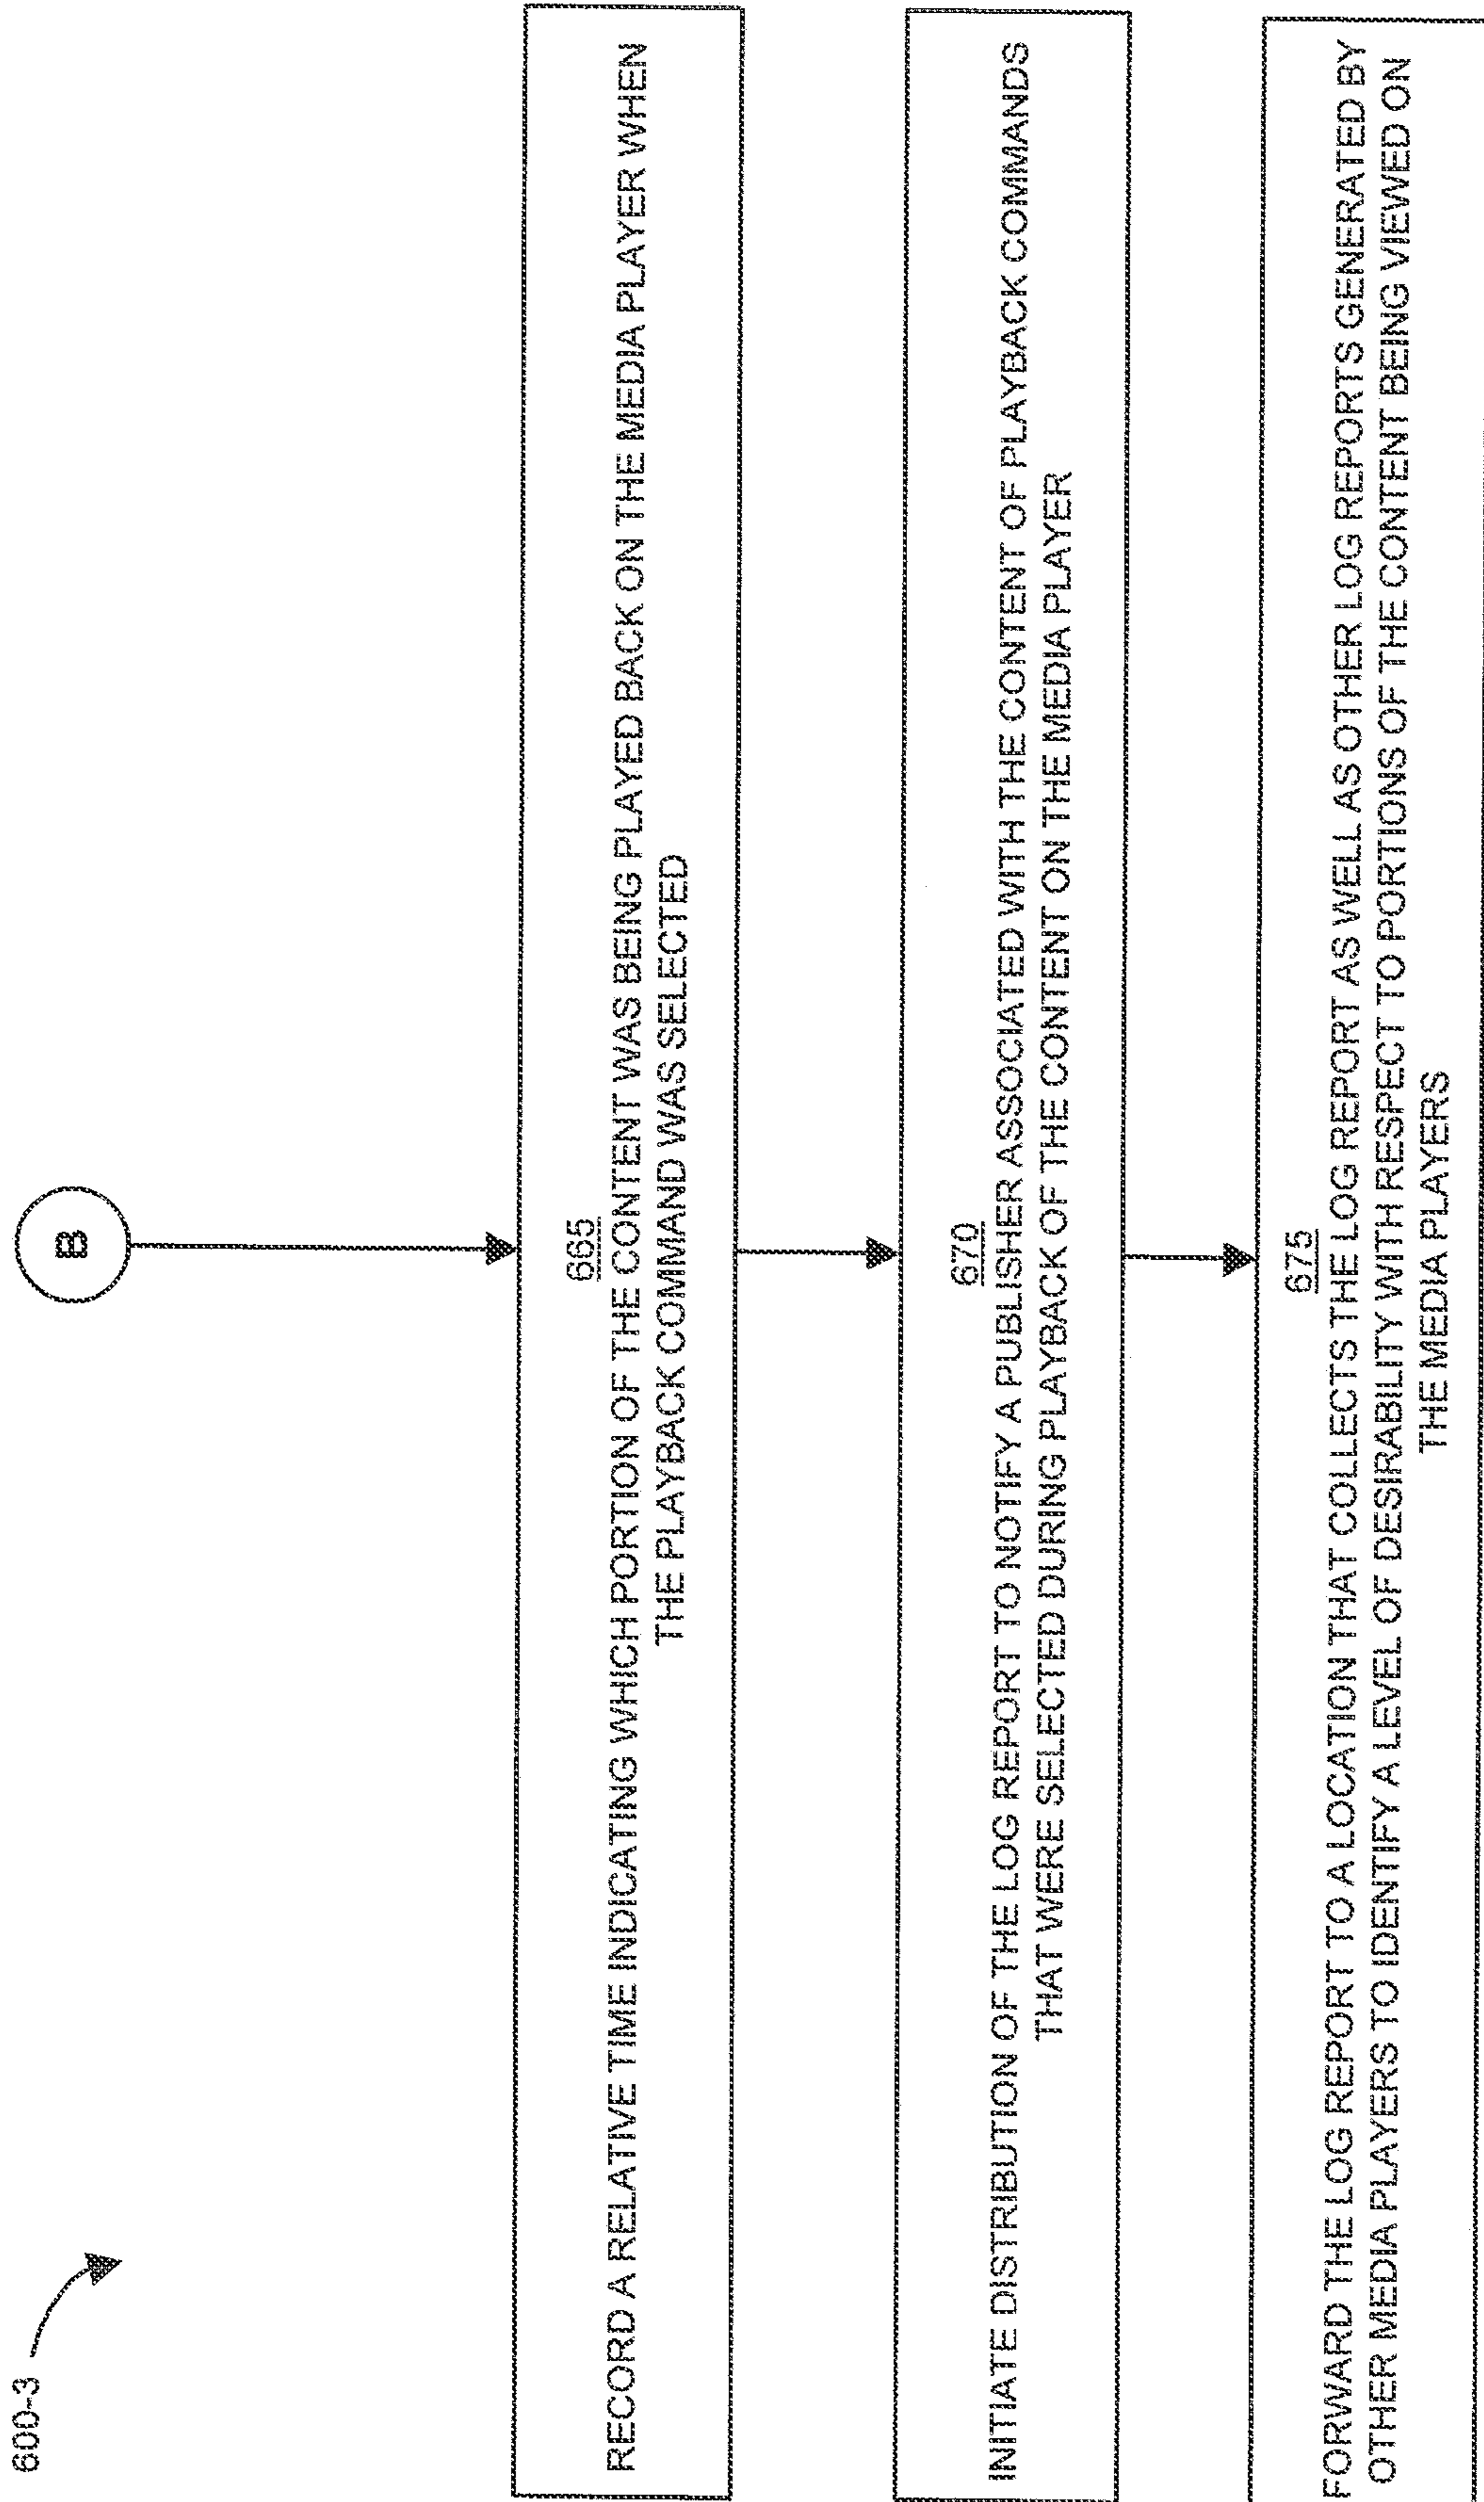 600-3
B
665
RECORD A RELATIVE TIME INDICATING WHICH PORTION OF THE CONTENT WAS BEING PLAYED BACK ON THE MEDIA PLAYER WHEN
THE PLAYBACK COMMAND WAS SELECTED
670
INITIATE DISTRIBUTION OF THE LOG REPORT TO NOTIFY A PUBLISHER ASSOCIATED WITH THE CONTENT OF PLAYBACK COMMANDS
THAT WERE SELECTED DURING PLAYBACK OF THE CONTENT ON THE MEDIA PLAYER
675
FORWARD THE LOG REPORT TO A LOCATION THAT COLLECTS THE LOG REPORT AS WELL AS OTHER LOG REPORTS GENERATED BY
OTHER MEDIA PLAYERS TO IDENTIFY A LEVEL OF DESIRABILITY WITH RESPECT TO PORTIONS OF THE CONTENT BEING VIEWED ON
THE MEDIA PLAYERS